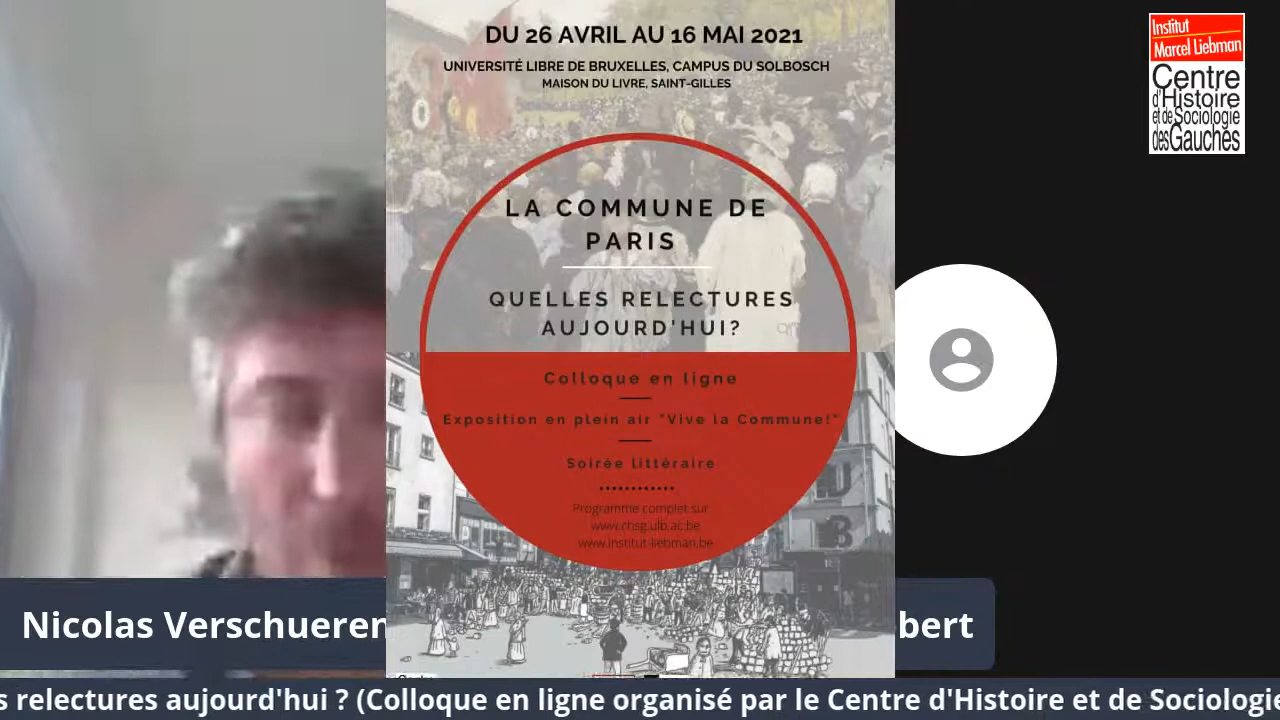 DU 26 AVRIL AU 16 MAI 2021
UNIVERSITÉ LIBRE DE BRUXELLES, CAMPUS DU SOLBOSCH
MAISON DU LIVRE, SAINT-GILLES
LA COMMUNE DE
PARIS
QUELLES RELECTURES
AUJOURD'HUI?
Colloque en ligne
Exposition en plein air "Vive la Commune!"
Soirée littéraire
Programme complet sur
www.chsg.ulb.ac.be
www.institut-liebman.be
Institut
Marcel Liebman
Centre
d'Histoire
et de Sociologie
des Gauches
Nicolas Verschueren
bert
s relectures aujourd'hui ? (Colloque en ligne organisé par le Centre d'Histoire et de Sociologie